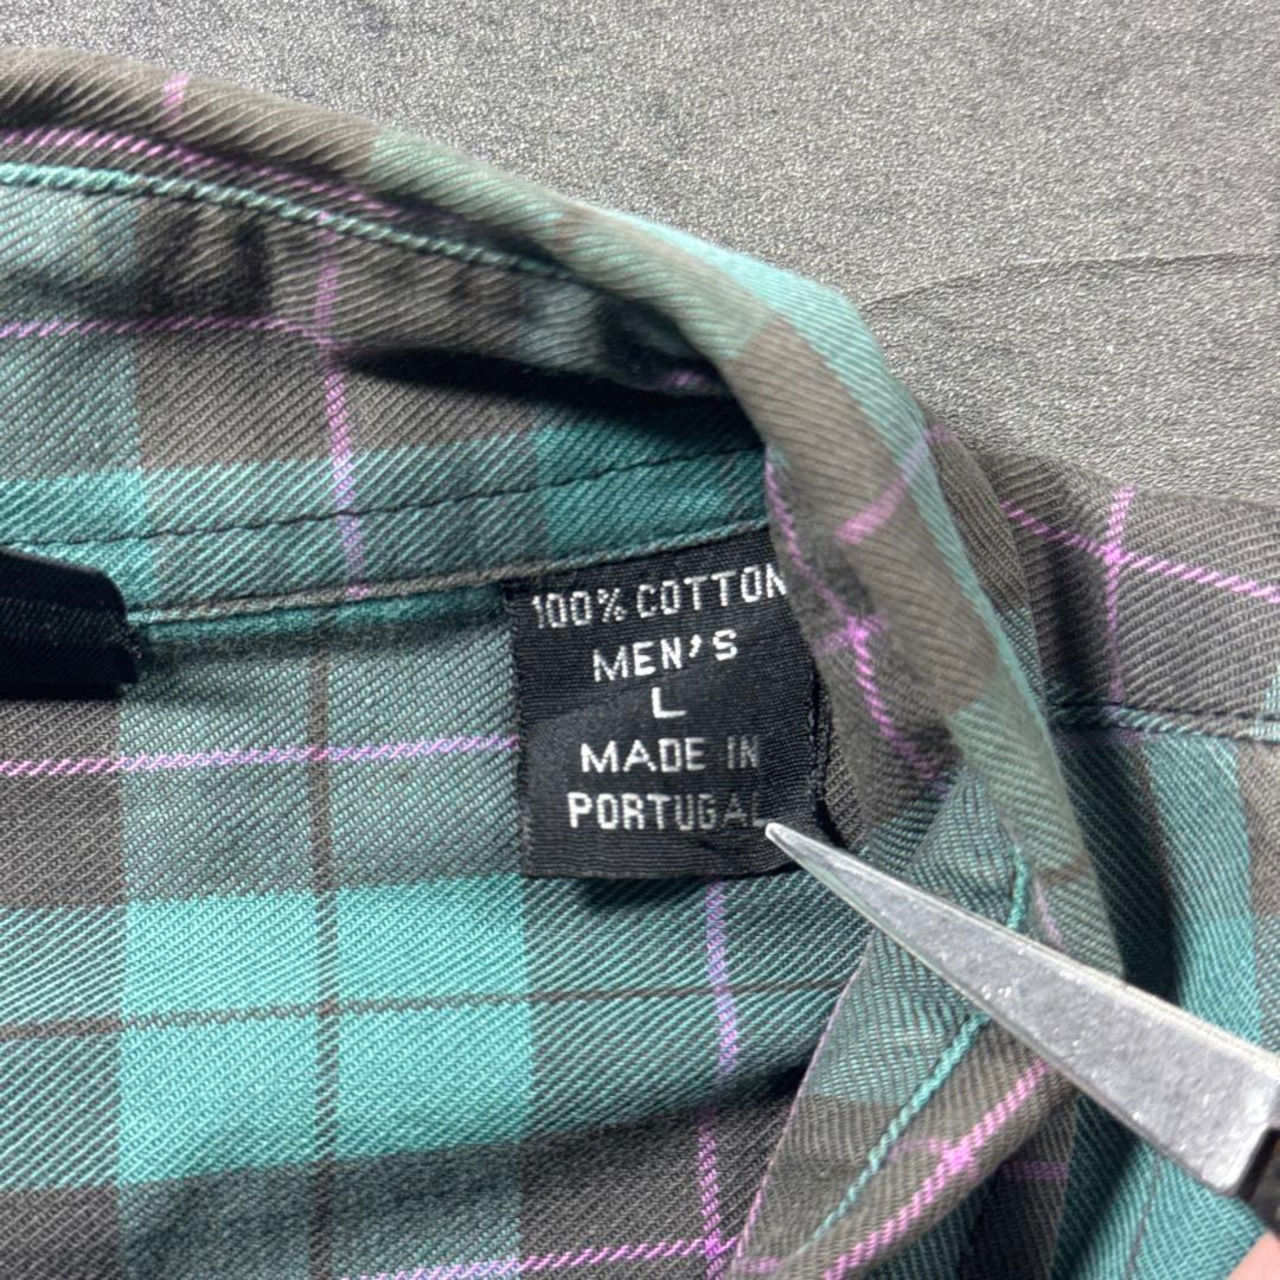 100% COTTON
MEN'S
L
MADE IN
PORTUGAL